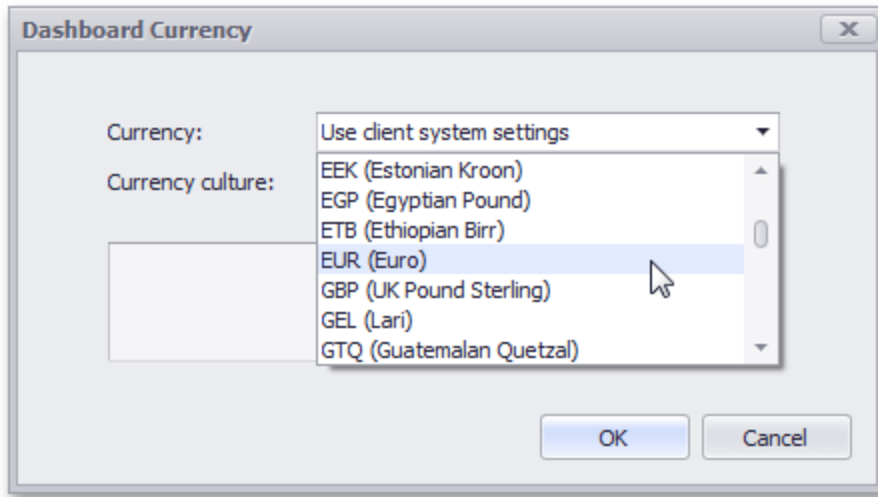 Dashboard Currency
Currency:
Use client system settings
Currency culture:
EEK (Estonian Kroon)
EGP (Egyptian Pound)
ETB (Ethiopian Birr)
EUR (Euro)
GBP (UK Pound Sterling)
GEL (Lari)
GTQ (Guatemalan Quetzal)
OK
Cancel